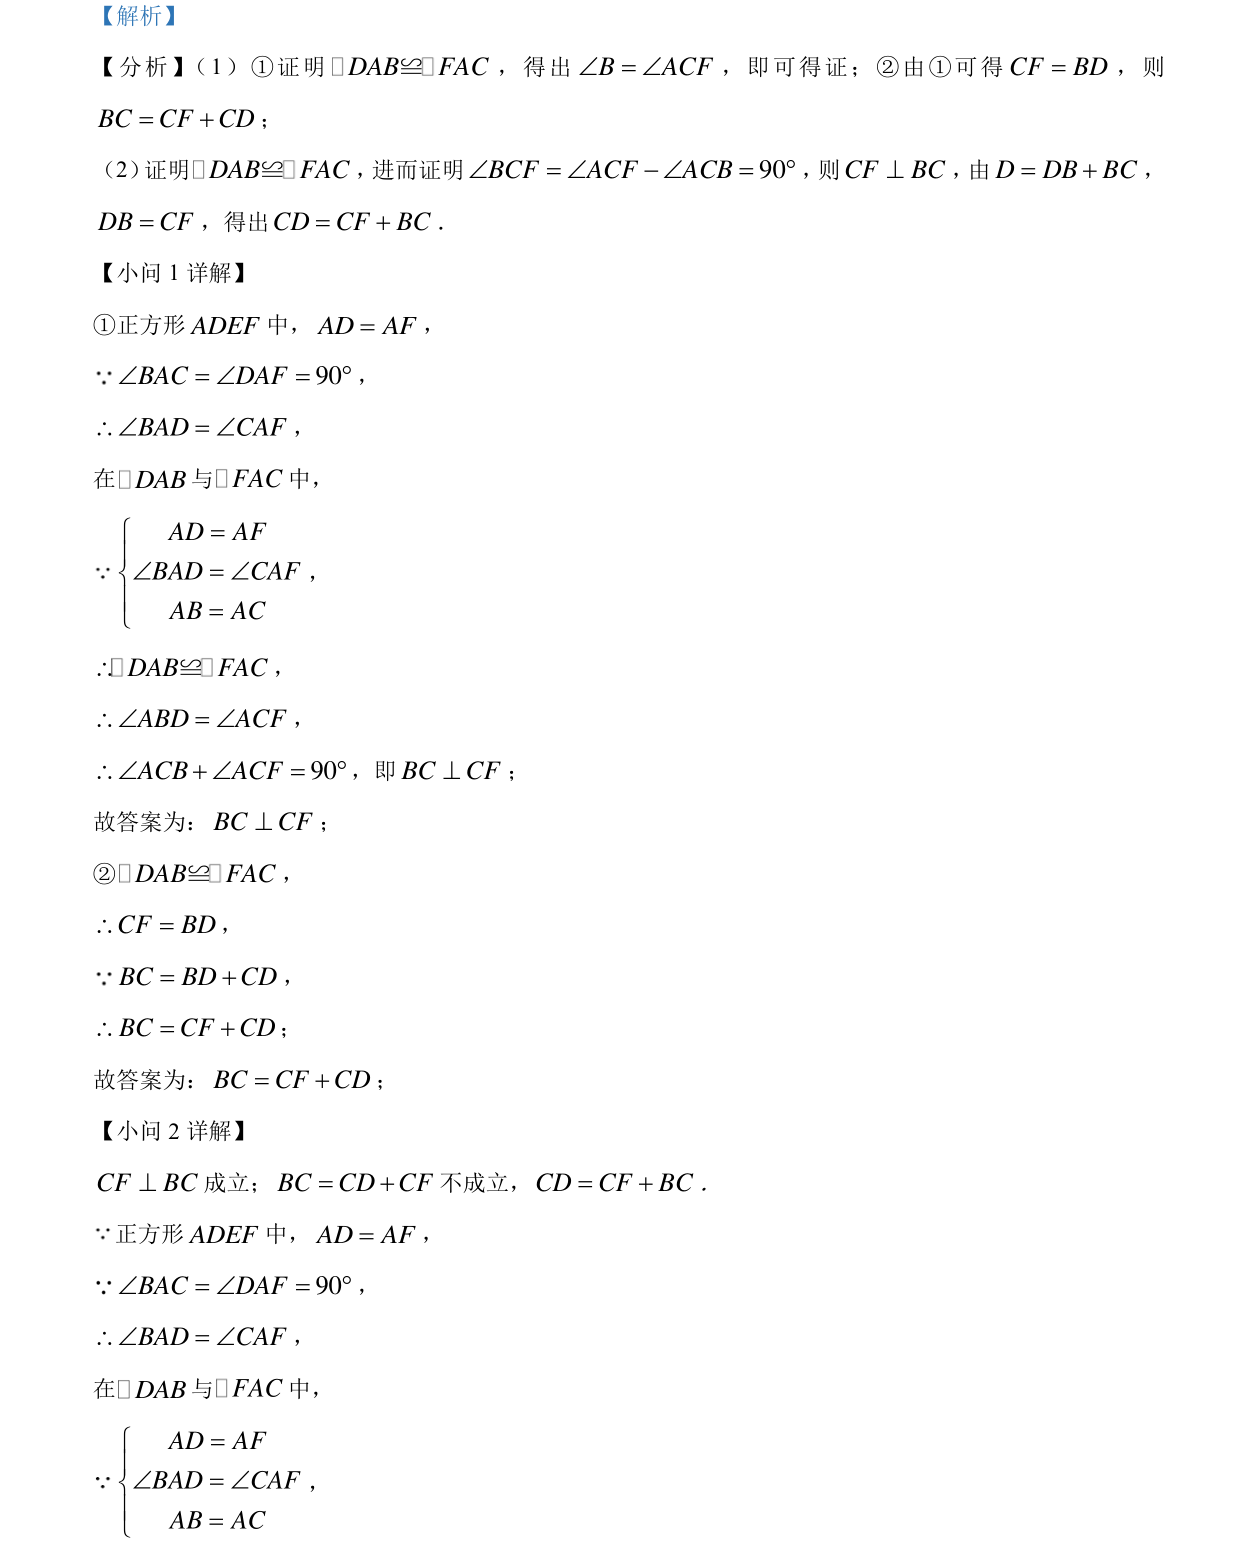 【解析】
【分析】（1）①证明□DAB≌□FAC，得出∠B=∠ACF，即可得证；②由①可得CF=BD，则
BC=CF+CD；
（2）证明□DAB≌□FAC，进而证明∠BCF=∠ACF−∠ACB=90°，则CF⊥BC，由D=DB+BC，
DB=CF，得出CD=CF+BC．
【小问1详解】
①正方形ADEF中，AD=AF，
∵∠BAC=∠DAF=90°，
∴∠BAD=∠CAF，
在□DAB与□FAC中，
AD=AF
∵{∠BAD=∠CAF，
AB=AC
∴□DAB≌□FAC，
∴∠ABD=∠ACF，
∴∠ACB+∠ACF=90°，即BC⊥CF；
故答案为：BC⊥CF；
②□DAB≌□FAC，
∴CF=BD，
∵BC=BD+CD，
∴BC=CF+CD；
故答案为：BC=CF+CD；
【小问2详解】
CF⊥BC成立；BC=CD+CF不成立，CD=CF+BC．
∵正方形ADEF中，AD=AF，
∵∠BAC=∠DAF=90°，
∴∠BAD=∠CAF，
在□DAB与□FAC中，
AD=AF
∵{∠BAD=∠CAF，
AB=AC